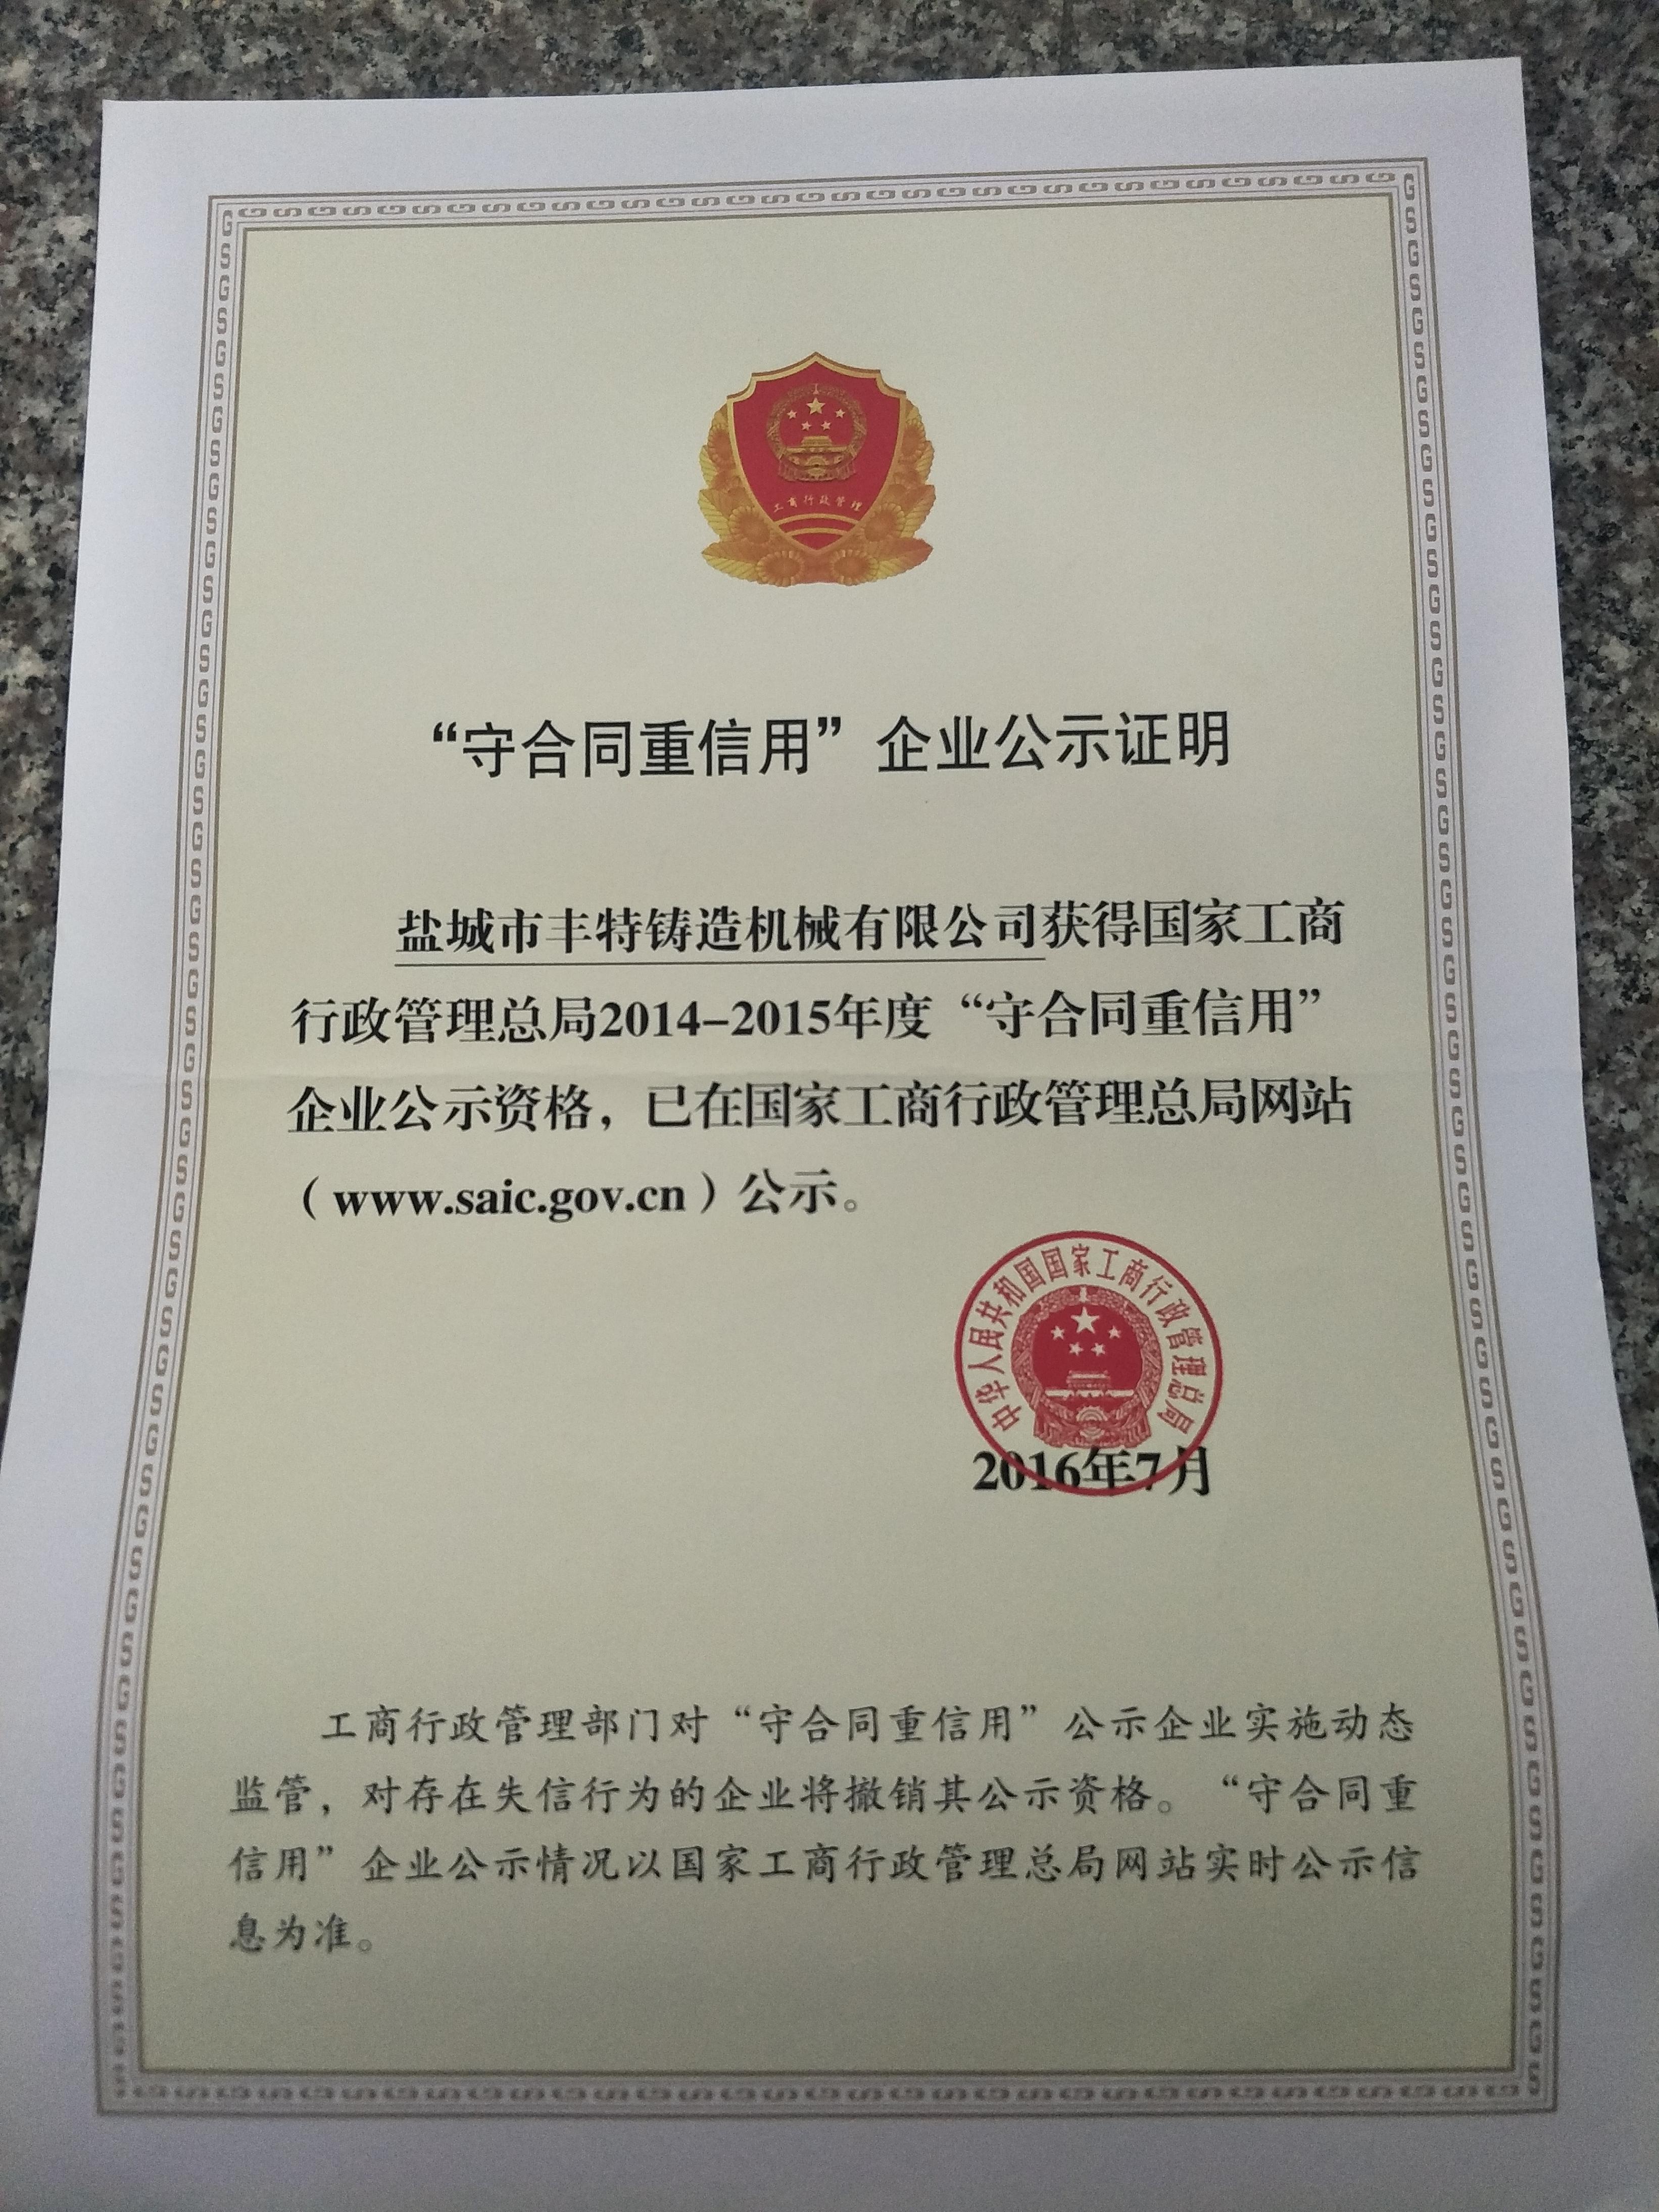 工商行政管理
“守合同重信用”企业公示证明
盐城市丰特铸造机械有限公司获得国家工商
行政管理总局2014–2015年度“守合同重信用”
企业公示资格，已在国家工商行政管理总局网站
（www.saic.gov.cn）公示。
中华人民共和国国家工商行政管理总局
2016年7月
工商行政管理部门对“守合同重信用”公示企业实施动态
监管，对存在失信行为的企业将撤销其公示资格。“守合同重
信用”企业公示情况以国家工商行政管理总局网站实时公示信
息为准。